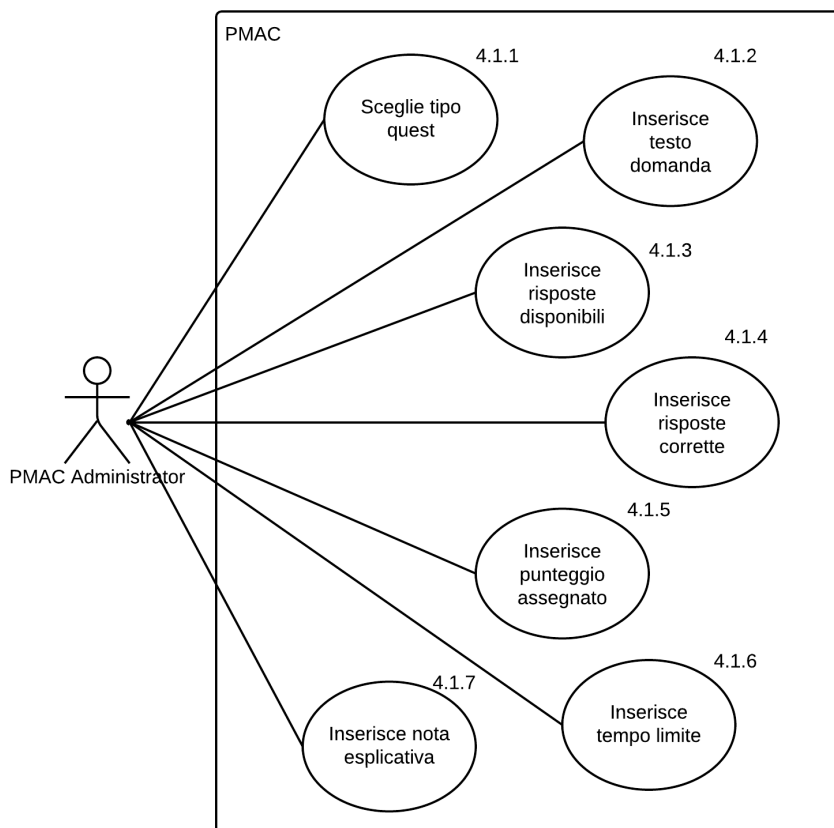 PMAC
4.1.1
Sceglie tipo
quest
4.1.2
Inserisce
testo
domanda
4.1.3
Inserisce
risposte
disponibili
4.1.4
Inserisce
risposte
corrette
PMAC Administrator
4.1.5
Inserisce
punteggio
assegnato
4.1.6
Inserisce
tempo limite
4.1.7
Inserisce nota
esplicativa